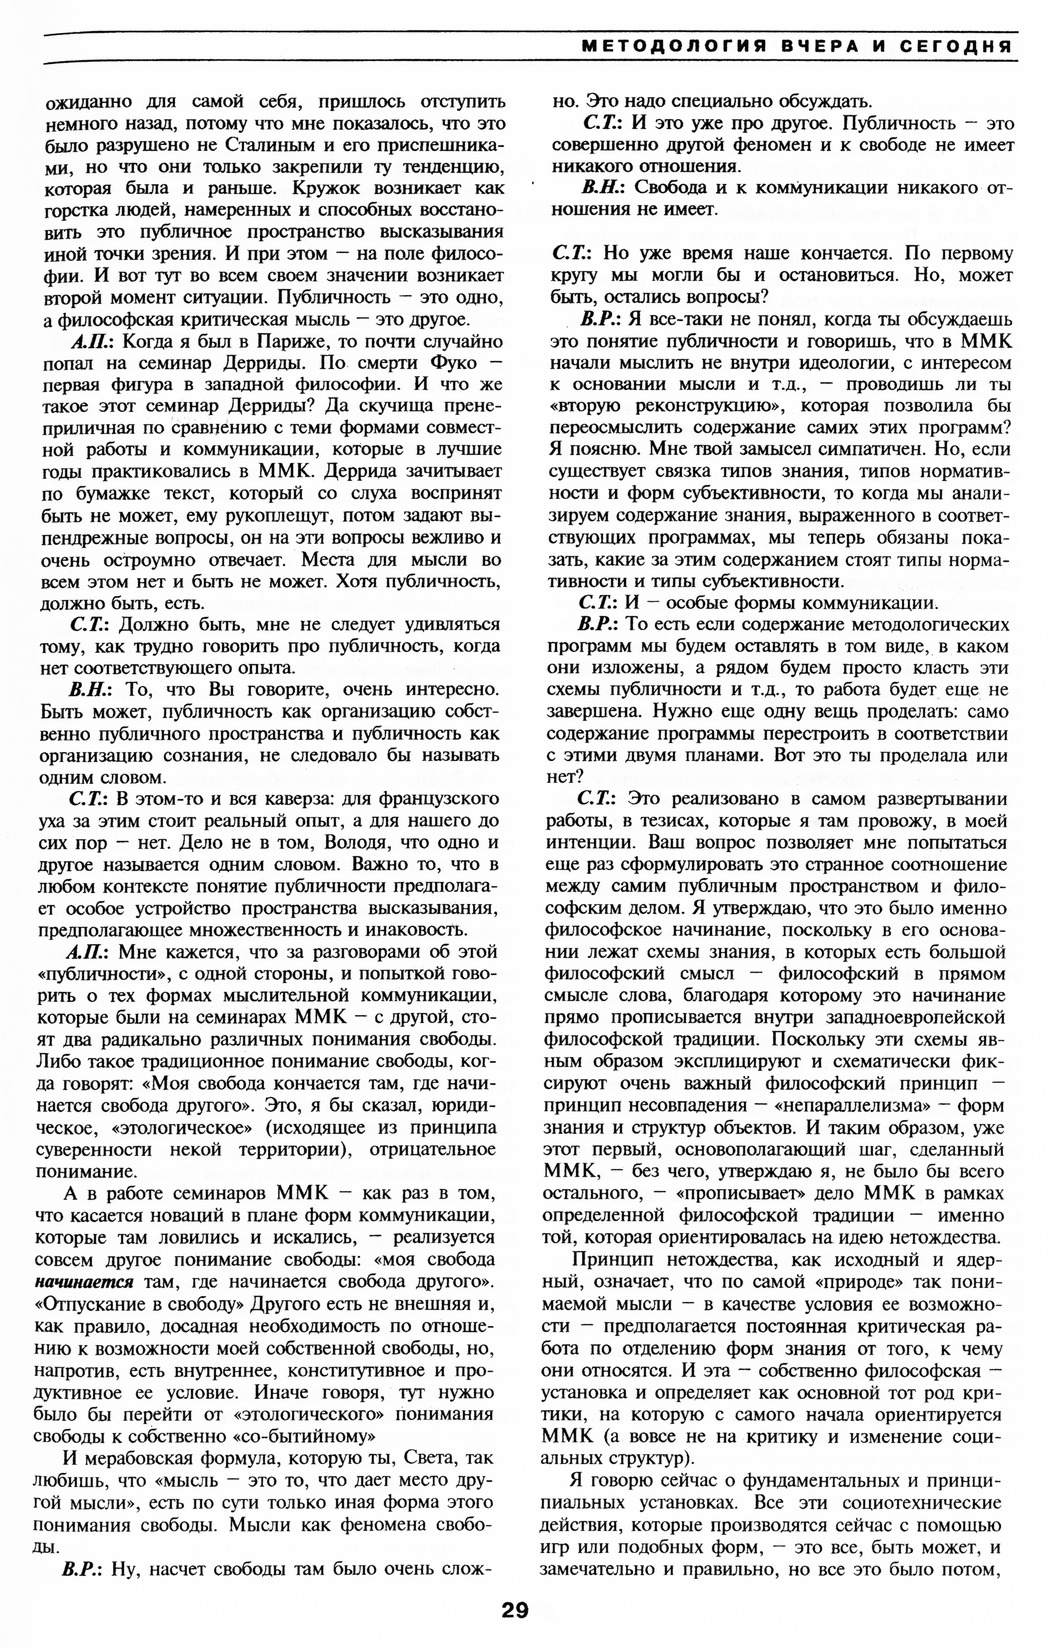 МЕТОДОЛОГИЯ ВЧЕРА И СЕГОДНЯ
ожиданно для самой себя, пришлось отступить
немного назад, потому что мне показалось, что это
было разрушено не Сталиным и его приспешника-
ми, но что они только закрепили ту тенденцию,
которая была и раньше. Кружок возникает как
горстка людей, намеренных и способных восстано-
вить это публичное пространство высказывания
иной точки зрения. И при этом — на поле филосо-
фии. И вот тут во всем своем значении возникает
второй момент ситуации. Публичность — это одно,
а философская критическая мысль — это другое.
А.П.: Когда я был в Париже, то почти случайно
попал на семинар Дерриды. По смерти Фуко —
первая фигура в западной философии. И что же
такое этот семинар Дерриды? Да скучища прене-
приличная по сравнению с теми формами совмест-
ной работы и коммуникации, которые в лучшие
годы практиковались в ММК. Деррида зачитывает
по бумажке текст, который со слуха воспринят
быть не может, ему рукоплещут, потом задают вы-
пендрежные вопросы, он на эти вопросы вежливо и
очень остроумно отвечает. Места для мысли во
всем этом нет и быть не может. Хотя публичность,
должно быть, есть.
С.Т.: Должно быть, мне не следует удивляться
тому, как трудно говорить про публичность, когда
нет соответствующего опыта.
В.Н.: То, что Вы говорите, очень интересно.
Быть может, публичность как организацию собст-
венно публичного пространства и публичность как
организацию сознания, не следовало бы называть
одним словом.
С.Т.: В этом-то и вся каверза: для французского
уха за этим стоит реальный опыт, а для нашего до
сих пор — нет. Дело не в том, Володя, что одно и
другое называется одним словом. Важно то, что в
любом контексте понятие публичности предполага-
ет особое устройство пространства высказывания,
предполагающее множественность и инаковость.
А.П.: Мне кажется, что за разговорами об этой
«публичности», с одной стороны, и попыткой гово-
рить о тех формах мыслительной коммуникации,
которые были на семинарах ММК — с другой, сто-
ят два радикально различных понимания свободы.
Либо такое традиционное понимание свободы, ког-
да говорят: «Моя свобода кончается там, где начи-
нается свобода другого». Это, я бы сказал, юриди-
ческое, «этологическое» (исходящее из принципа
суверенности некой территории), отрицательное
понимание.
А в работе семинаров ММК — как раз в том,
что касается новаций в плане форм коммуникации,
которые там ловились и искались, — реализуется
совсем другое понимание свободы: «моя свобода
начинается там, где начинается свобода другого».
«Отпускание в свободу» Другого есть не внешняя и,
как правило, досадная необходимость по отноше-
нию к возможности моей собственной свободы, но,
напротив, есть внутреннее, конститутивное и про-
дуктивное ее условие. Иначе говоря, тут нужно
было бы перейти от «этологического» понимания
свободы к собственно «со-бытийному»
И мерабовская формула, которую ты, Света, так
любишь, что «мысль — это то, что дает место дру-
гой мысли», есть по сути только иная форма этого
понимания свободы. Мысли как феномена свобо-
ды.
В.Р.: Ну, насчет свободы там было очень слож-
но. Это надо специально обсуждать.
С.Т.: И это уже про другое. Публичность — это
совершенно другой феномен и к свободе не имеет
никакого отношения.
В.Н.: Свобода и к коммуникации никакого от-
ношения не имеет.
С.Т.: Но уже время наше кончается. По первому
кругу мы могли бы и остановиться. Но, может
быть, остались вопросы?
В.Р.: Я все-таки не понял, когда ты обсуждаешь
это понятие публичности и говоришь, что в ММК
начали мыслить не внутри идеологии, с интересом
к основании мысли и т.д., — проводишь ли ты
«вторую реконструкцию», которая позволила бы
переосмыслить содержание самих этих программ?
Я поясню. Мне твой замысел симпатичен. Но, если
существует связка типов знания, типов норматив-
ности и форм субъективности, то когда мы анали-
зируем содержание знания, выраженного в соответ-
ствующих программах, мы теперь обязаны пока-
зать, какие за этим содержанием стоят типы норма-
тивности и типы субъективности.
С.Т.: И — особые формы коммуникации.
В.Р.: То есть если содержание методологических
программ мы будем оставлять в том виде, в каком
они изложены, а рядом будем просто класть эти
схемы публичности и т.д., то работа будет еще не
завершена. Нужно еще одну вещь проделать: само
содержание программы перестроить в соответствии
с этими двумя планами. Вот это ты проделала или
нет?
С.Т.: Это реализовано в самом развертывании
работы, в тезисах, которые я там провожу, в моей
интенции. Ваш вопрос позволяет мне попытаться
еще раз сформулировать это странное соотношение
между самим публичным пространством и фило-
софским делом. Я утверждаю, что это было именно
философское начинание, поскольку в его основа-
нии лежат схемы знания, в которых есть большой
философский смысл — философский в прямом
смысле слова, благодаря которому это начинание
прямо прописывается внутри западноевропейской
философской традиции. Поскольку эти схемы яв-
ным образом эксплицируют и схематически фик-
сируют очень важный философский принцип —
принцип несовпадения — «непараллелизма» — форм
знания и структур объектов. И таким образом, уже
этот первый, основополагающий шаг, сделанный
ММК, — без чего, утверждаю я, не было бы всего
остального, — «прописывает» дело ММК в рамках
определенной философской традиции — именно
той, которая ориентировалась на идею нетождества.
Принцип нетождества, как исходный и ядер-
ный, означает, что по самой «природе» так пони-
маемой мысли — в качестве условия ее возможно-
сти — предполагается постоянная критическая ра-
бота по отделению форм знания от того, к чему
они относятся. И эта — собственно философская —
установка и определяет как основной тот род кри-
тики, на которую с самого начала ориентируется
ММК (а вовсе не на критику и изменение соци-
альных структур).
Я говорю сейчас о фундаментальных и принци-
пиальных установках. Все эти социотехнические
действия, которые производятся сейчас с помощью
игр или подобных форм, — это все, быть может, и
замечательно и правильно, но все это было потом,
29